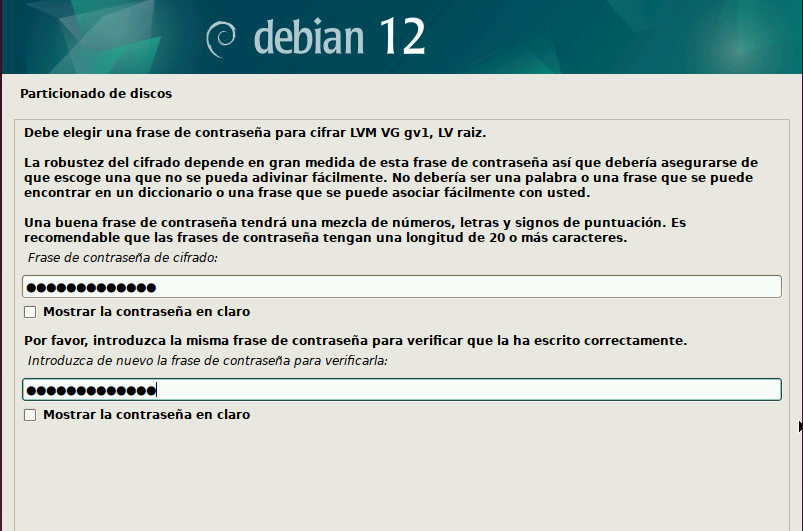 debian 12
Particionado de discos
Debe elegir una frase de contraseña para cifrar LVM VG gv1, LV raiz.
La robustez del cifrado depende en gran medida de esta frase de contraseña así que debería asegurarse de
que escoge una que no se pueda adivinar fácilmente. No debería ser una palabra o una frase que se puede
encontrar en un diccionario o una frase que se puede asociar fácilmente con usted.
Una buena frase de contraseña tendrá una mezcla de números, letras y signos de puntuación. Es
recomendable que las frases de contraseña tengan una longitud de 20 o más caracteres.
Frase de contraseña de cifrado:
●●●●●●●●●●●●●
Mostrar la contraseña en claro
Por favor, introduzca la misma frase de contraseña para verificar que la ha escrito correctamente.
Introduzca de nuevo la frase de contraseña para verificarla:
●●●●●●●●●●●●●
Mostrar la contraseña en claro